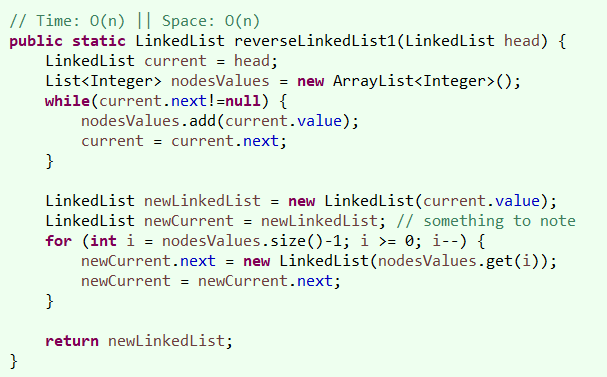 // Time: O(n) || Space: O(n)
public static LinkedList reverseLinkedList1(LinkedList head) {
    LinkedList current = head;
    List<Integer> nodesValues = new ArrayList<Integer>();
    while(current.next!=null) {
        nodesValues.add(current.value);
        current = current.next;
    }

    LinkedList newLinkedList = new LinkedList(current.value);
    LinkedList newCurrent = newLinkedList; // something to note
    for (int i = nodesValues.size()-1; i >= 0; i--) {
        newCurrent.next = new LinkedList(nodesValues.get(i));
        newCurrent = newCurrent.next;
    }

    return newLinkedList;
}